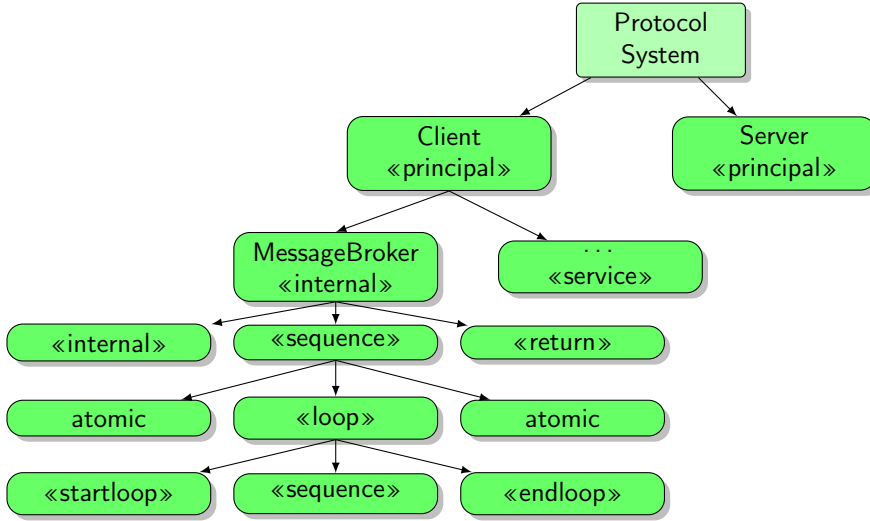 Protocol
System
Client
«principal»
Server
«principal»
MessageBroker
«internal»
...
«service»
«internal»
«sequence»
«return»
atomic
«loop»
atomic
«startloop»
«sequence»
«endloop»